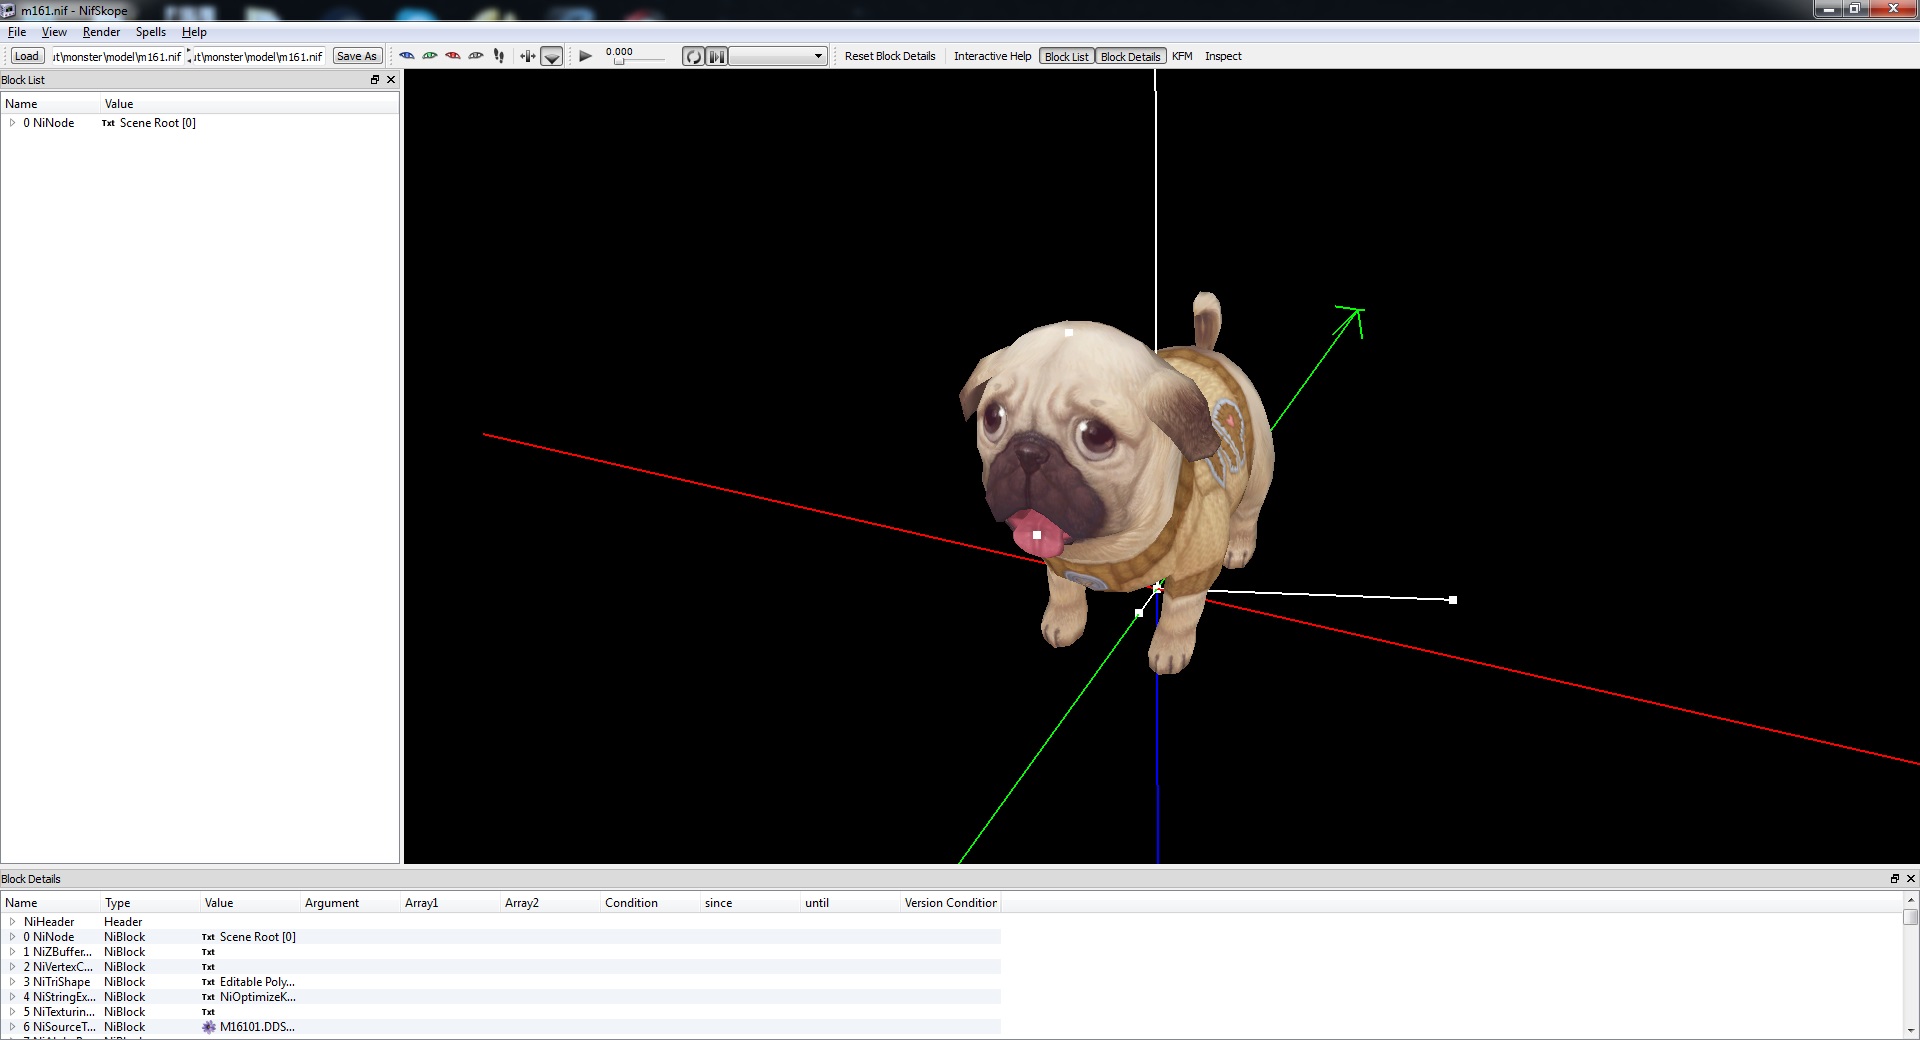 m161.nif - NifSkope
File View Render Spells Help
Load ut\monster\model\m161.nif ut\monster\model\m161.nif Save As 0.000 Reset Block Details Interactive Help Block List Block Details KFM Inspect
Block List
Name Value
0 NiNode Txt Scene Root [0]
Block Details
Name Type Value Argument Array1 Array2 Condition since until Version Condition
NiHeader Header
0 NiNode NiBlock Txt Scene Root [0]
1 NiZBuffer... NiBlock Txt
2 NiVertexC... NiBlock Txt
3 NiTriShape NiBlock Txt Editable Poly...
4 NiStringEx... NiBlock Txt NiOptimizeK...
5 NiTexturin... NiBlock Txt
6 NiSourceT... NiBlock M16101.DDS...